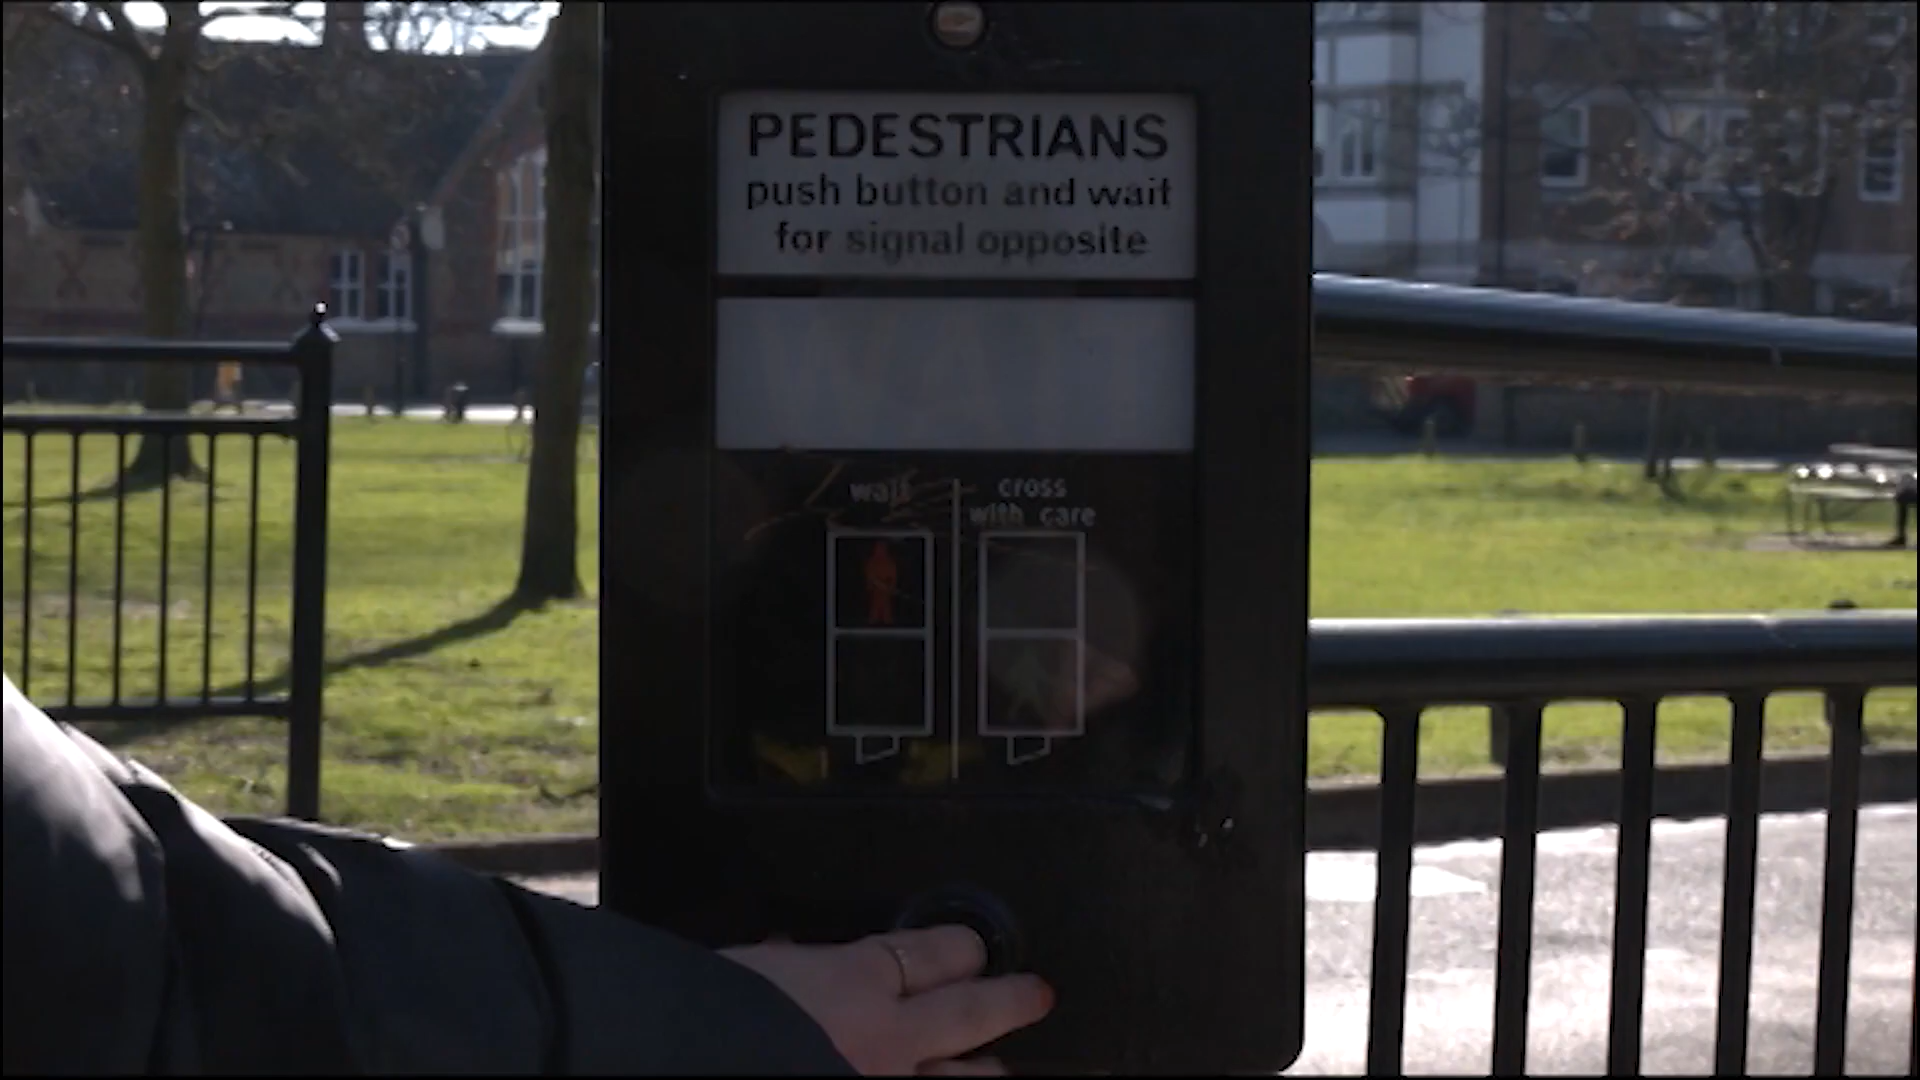 PEDESTRIANS
push button and wait
for signal opposite
wait
cross
with care